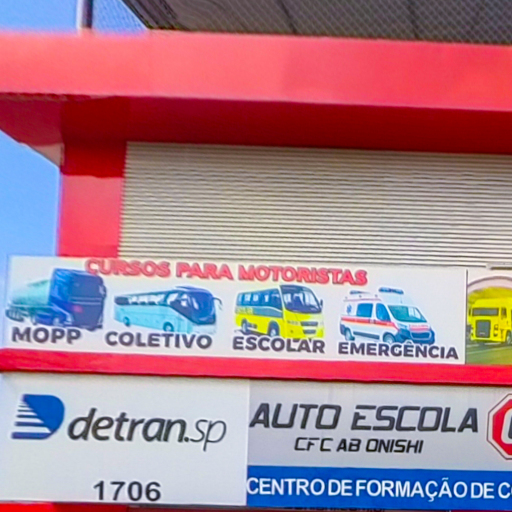 CURSOS PARA MOTORISTAS
MOPP COLETIVO ESCOLAR EMERGÊNCIA
detran.sp
1706
AUTO ESCOLA
CFC AB ONISHI
CENTRO DE FORMAÇÃO DE